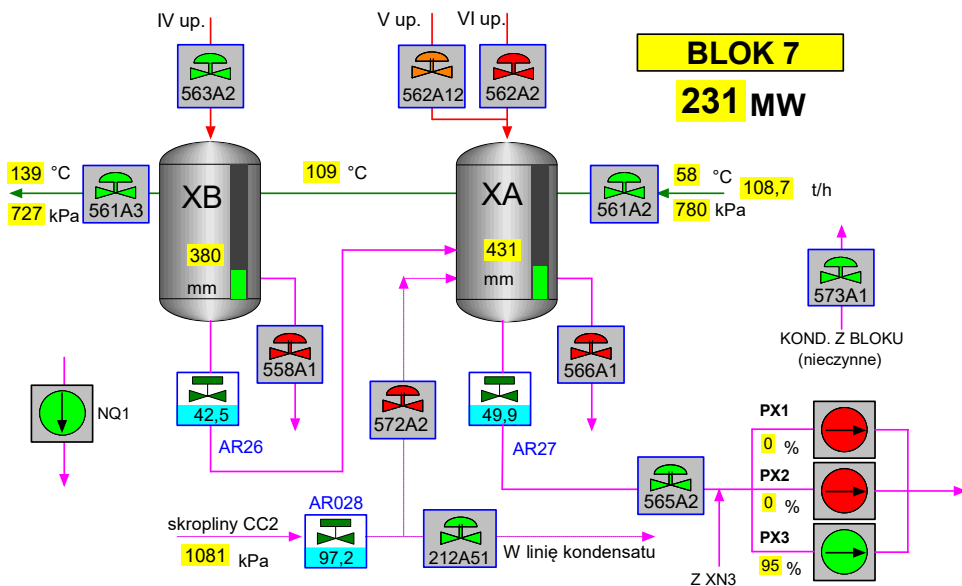 IV up.
V up.
VI up.
BLOK 7
231 MW
563A2
562A12
562A2
139 °C
727 kPa
561A3
XB
109 °C
XA
561A2
58 °C
780 kPa
108,7 t/h
380
mm
431
mm
573A1
KOND. Z BLOKU
(nieczynne)
558A1
566A1
NQ1
42,5
AR26
572A2
49,9
AR27
PX1
0 %
PX2
0 %
PX3
95 %
565A2
AR028
skropliny CC2
1081
kPa
97,2
212A51
W linię kondensatu
Z XN3